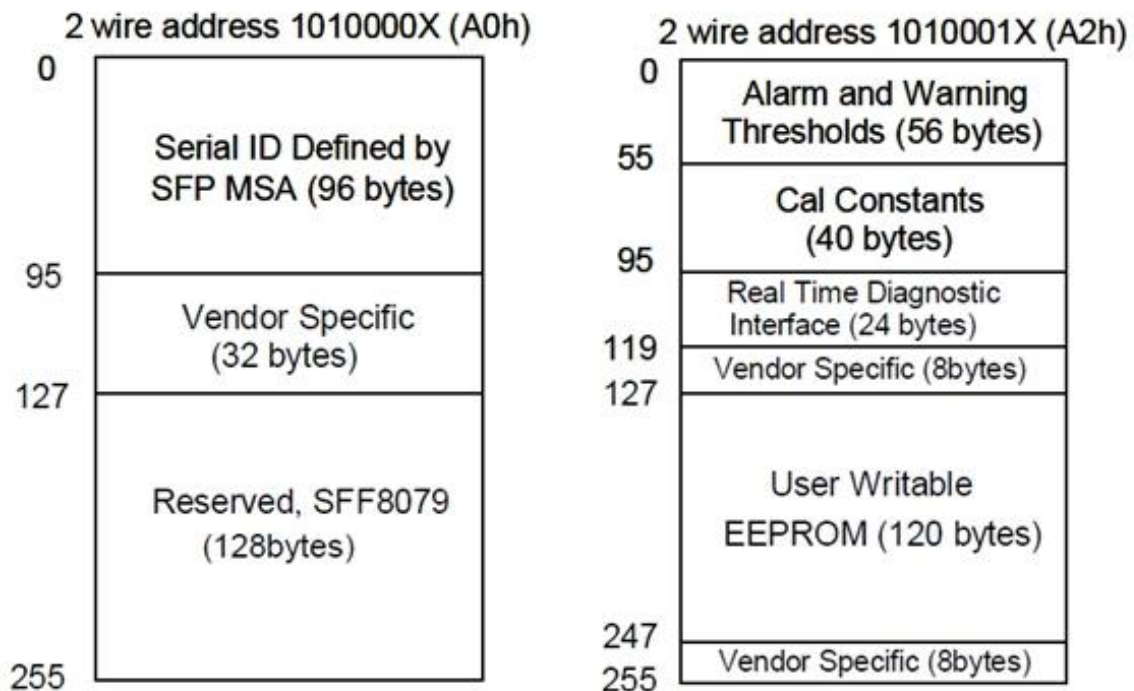 2 wire address 1010000X (A0h)
0
Serial ID Defined by
SFP MSA (96 bytes)
95
Vendor Specific
(32 bytes)
127
Reserved, SFF8079
(128bytes)
255
2 wire address 1010001X (A2h)
0
Alarm and Warning
Thresholds (56 bytes)
55
Cal Constants
(40 bytes)
95
Real Time Diagnostic
Interface (24 bytes)
119
Vendor Specific (8bytes)
127
User Writable
EEPROM (120 bytes)
247
Vendor Specific (8bytes)
255